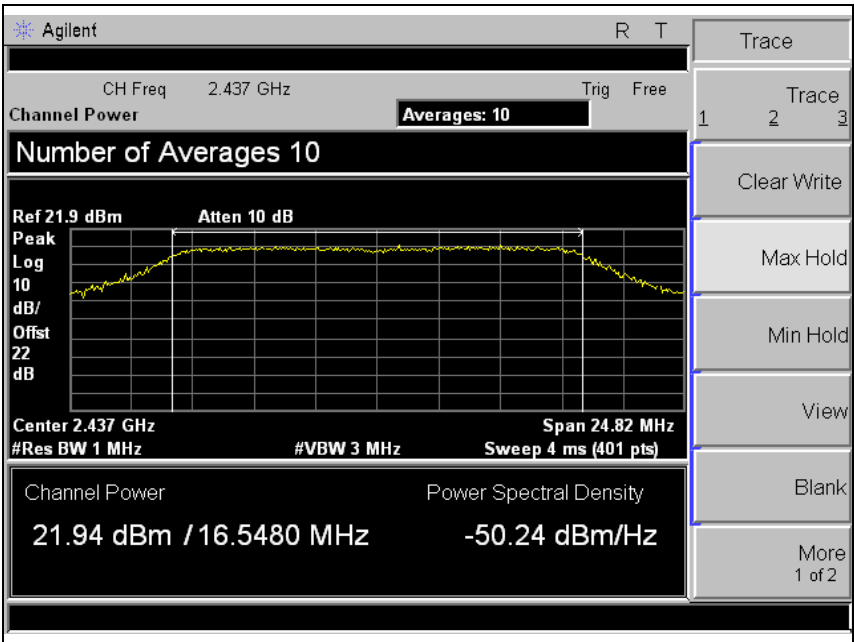 Agilent R T
CH Freq 2.437 GHz Trig Free
Channel Power Averages: 10
Number of Averages 10
Ref 21.9 dBm Atten 10 dB
Peak
Log
10
dB/
Offst
22
dB
Center 2.437 GHz Span 24.82 MHz
#Res BW 1 MHz #VBW 3 MHz Sweep 4 ms (401 pts)
Channel Power Power Spectral Density
21.94 dBm / 16.5480 MHz -50.24 dBm/Hz
Trace
Trace
1 2 3
Clear Write
Max Hold
Min Hold
View
Blank
More
1 of 2